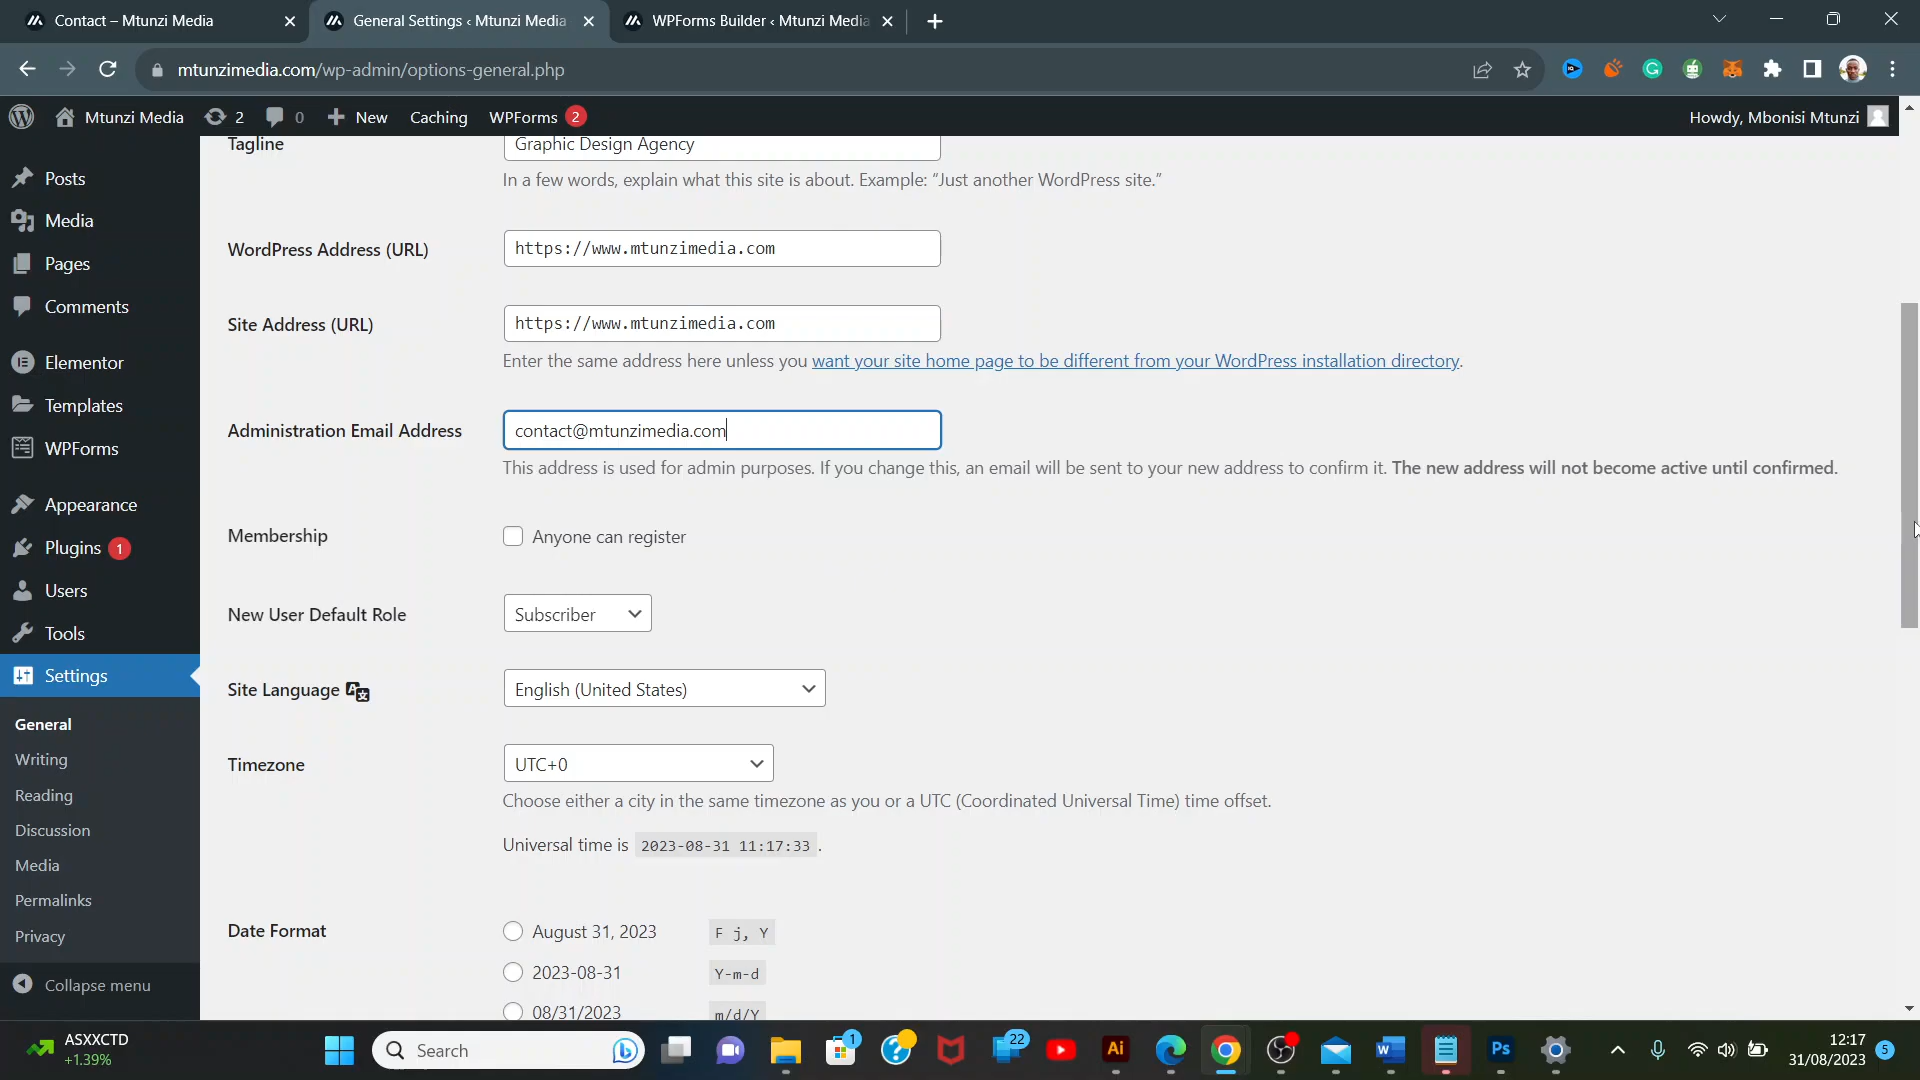 Contact – Mtunzi Media
General Settings ‹ Mtunzi Media
WPForms Builder ‹ Mtunzi Media
mtunzimedia.com/wp-admin/options-general.php
Mtunzi Media 2 0 New Caching WPForms 2
Howdy, Mbonisi Mtunzi
Posts
Media
Pages
Comments
Elementor
Templates
WPForms
Appearance
Plugins 1
Users
Tools
Settings
General
Writing
Reading
Discussion
Media
Permalinks
Privacy
Collapse menu
Tagline
Graphic Design Agency
In a few words, explain what this site is about. Example: “Just another WordPress site.”
WordPress Address (URL)
https://www.mtunzimedia.com
Site Address (URL)
https://www.mtunzimedia.com
Enter the same address here unless you want your site home page to be different from your WordPress installation directory.
Administration Email Address
contact@mtunzimedia.com
This address is used for admin purposes. If you change this, an email will be sent to your new address to confirm it. The new address will not become active until confirmed.
Membership
Anyone can register
New User Default Role
Subscriber
Site Language
English (United States)
Timezone
UTC+0
Choose either a city in the same timezone as you or a UTC (Coordinated Universal Time) time offset.
Universal time is 2023-08-31 11:17:33 .
Date Format
August 31, 2023 F j, Y
2023-08-31 Y-m-d
08/31/2023 m/d/Y
ASXXCTD
+1.39%
Search
1
22
Ai
W
Ps
12:17
31/08/2023
5